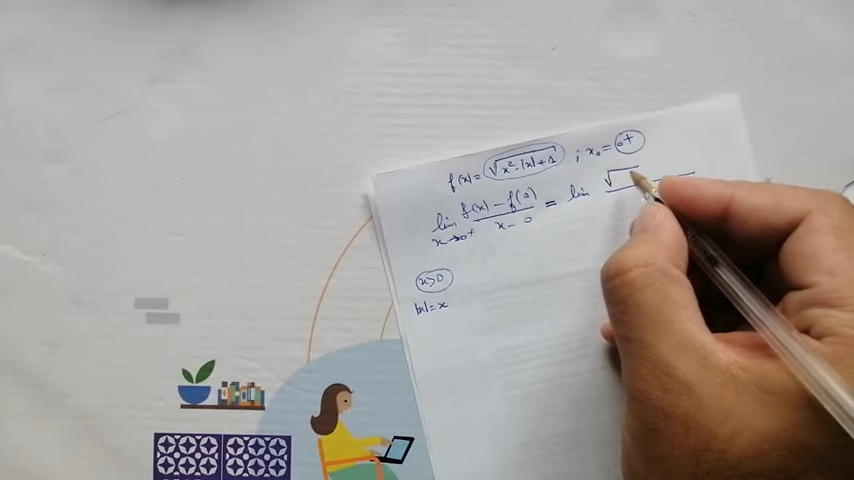 f(x)= √x²-|x|+1 ; x₀= 0⁺
lim f(x) - f(0) = lim √
x→0⁺ x - 0
x>0
|x|=x